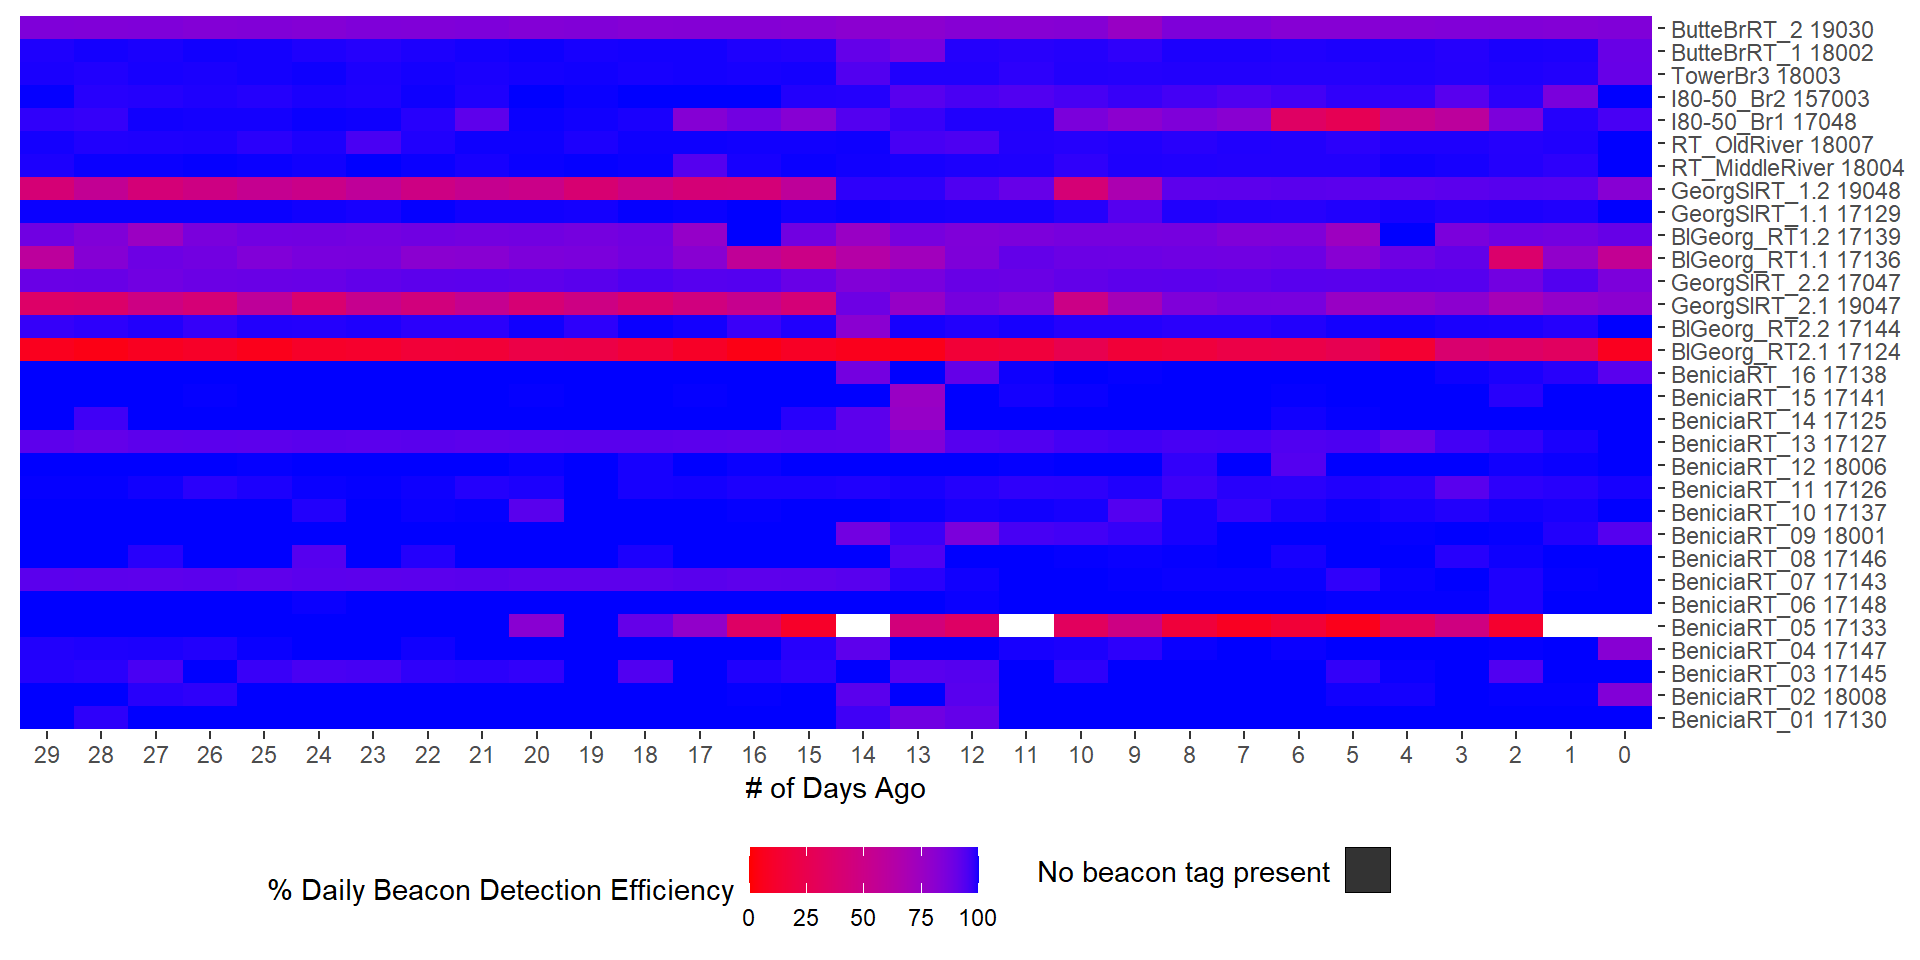 ButteBrRT_2 19030
ButteBrRT_1 18002
TowerBr3 18003
I80-50_Br2 157003
I80-50_Br1 17048
RT_OldRiver 18007
RT_MiddleRiver 18004
GeorgSlRT_1.2 19048
GeorgSlRT_1.1 17129
BlGeorg_RT1.2 17139
BlGeorg_RT1.1 17136
GeorgSlRT_2.2 17047
GeorgSlRT_2.1 19047
BlGeorg_RT2.2 17144
BlGeorg_RT2.1 17124
BeniciaRT_16 17138
BeniciaRT_15 17141
BeniciaRT_14 17125
BeniciaRT_13 17127
BeniciaRT_12 18006
BeniciaRT_11 17126
BeniciaRT_10 17137
BeniciaRT_09 18001
BeniciaRT_08 17146
BeniciaRT_07 17143
BeniciaRT_06 17148
BeniciaRT_05 17133
BeniciaRT_04 17147
BeniciaRT_03 17145
BeniciaRT_02 18008
BeniciaRT_01 17130
29 28 27 26 25 24 23 22 21 20 19 18 17 16 15 14 13 12 11 10 9 8 7 6 5 4 3 2 1 0
# of Days Ago
% Daily Beacon Detection Efficiency
0 25 50 75 100
No beacon tag present